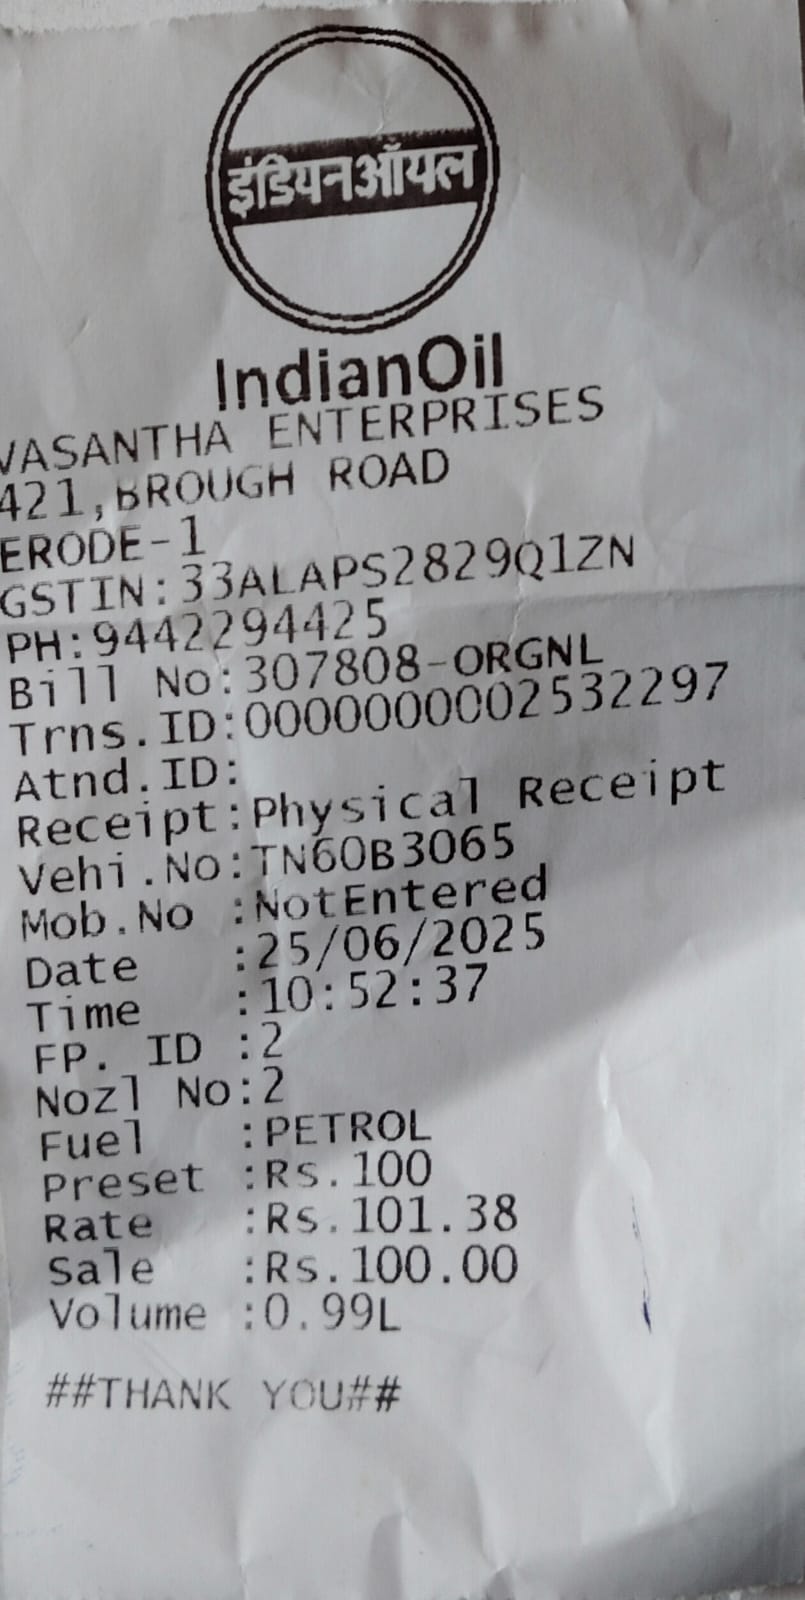 इंडियनऑयल
IndianOil
VASANTHA ENTERPRISES
421,BROUGH ROAD
ERODE-1
GSTIN:33ALAPS2829Q1ZN
PH:9442294425
Bill No:307808-ORGNL
Trns.ID:0000000002532297
Atnd.ID:
Receipt:Physical Receipt
Vehi.No:TN60B3065
Mob.No :NotEntered
Date :25/06/2025
Time :10:52:37
FP. ID :2
Nozl No:2
Fuel :PETROL
Preset :Rs.100
Rate :Rs.101.38
Sale :Rs.100.00
Volume :0.99L
##THANK YOU##